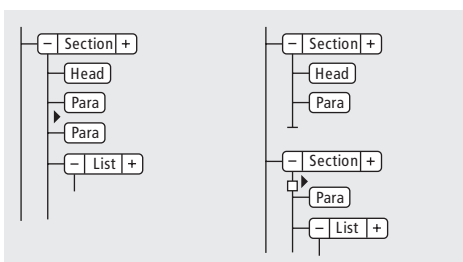 − Section +
Head
Para
Para
− List +
− Section +
Head
Para
− Section +
Para
− List +